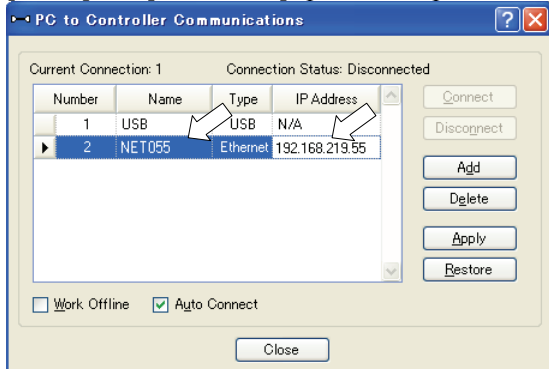 PC to Controller Communications
Current Connection: 1 Connection Status: Disconnected
Number Name Type IP Address
1 USB USB N/A
2 NET055 Ethernet 192.168.219.55
Connect
Disconnect
Add
Delete
Apply
Restore
Work Offline Auto Connect
Close